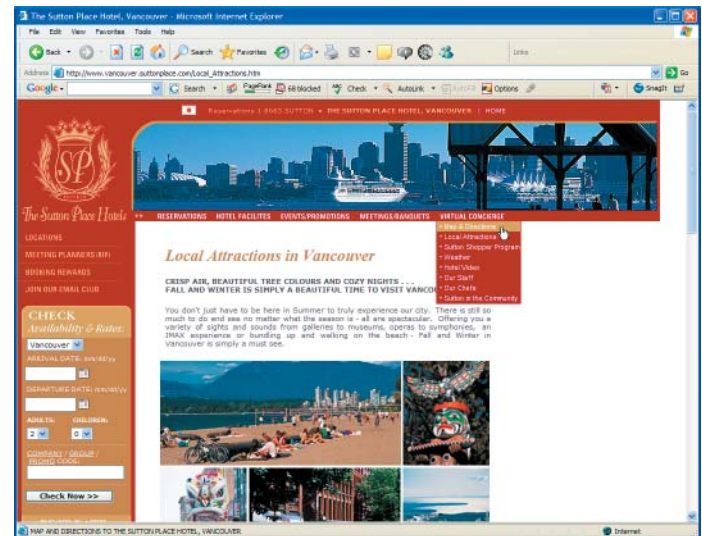 The Sutton Place Hotel, Vancouver - Microsoft Internet Explorer
File Edit View Favorites Tools Help
Back Search Favorites Links
Address http://www.vancouver.suttonplace.com/Local_Attractions.htm Go
Google Search PageRank 68 blocked Check AutoLink AutoFill Options SnagIt
Reservations 1-866-3-SUTTON • THE SUTTON PLACE HOTEL, VANCOUVER | HOME
SP
The Sutton Place Hotels
>> RESERVATIONS HOTEL FACILITES EVENTS/PROMOTIONS MEETINGS/BANQUETS VIRTUAL CONCIERGE
Map & Directions
Local Attractions
Sutton Shopper Program
Weather
Hotel Video
Our Staff
Our Chefs
Sutton in the Community
LOCATIONS
MEETING PLANNERS
BOOKING REWARDS
JOIN OUR EMAIL CLUB
CHECK
Availability & Rates:
Vancouver
ARRIVAL DATE: mm/dd/yy
DEPARTURE DATE: mm/dd/yy
ADULTS: CHILDREN:
2 0
COMPANY / GROUP /
PROMO CODE:
Check Now >>
Local Attractions in Vancouver
CRISP AIR, BEAUTIFUL TREE COLOURS AND COZY NIGHTS . . .
FALL AND WINTER IS SIMPLY A BEAUTIFUL TIME TO VISIT VANCOU
You don't just have to be here in Summer to truly experience our city. There is still so
much to do and see no matter what the season is - all are spectacular. Offering you a
variety of sights and sounds from galleries to museums, operas to symphonies, an
IMAX experience or bundling up and walking on the beach - Fall and Winter in
Vancouver is simply a must see.
MAP AND DIRECTIONS TO THE SUTTON PLACE HOTEL, VANCOUVER
Internet